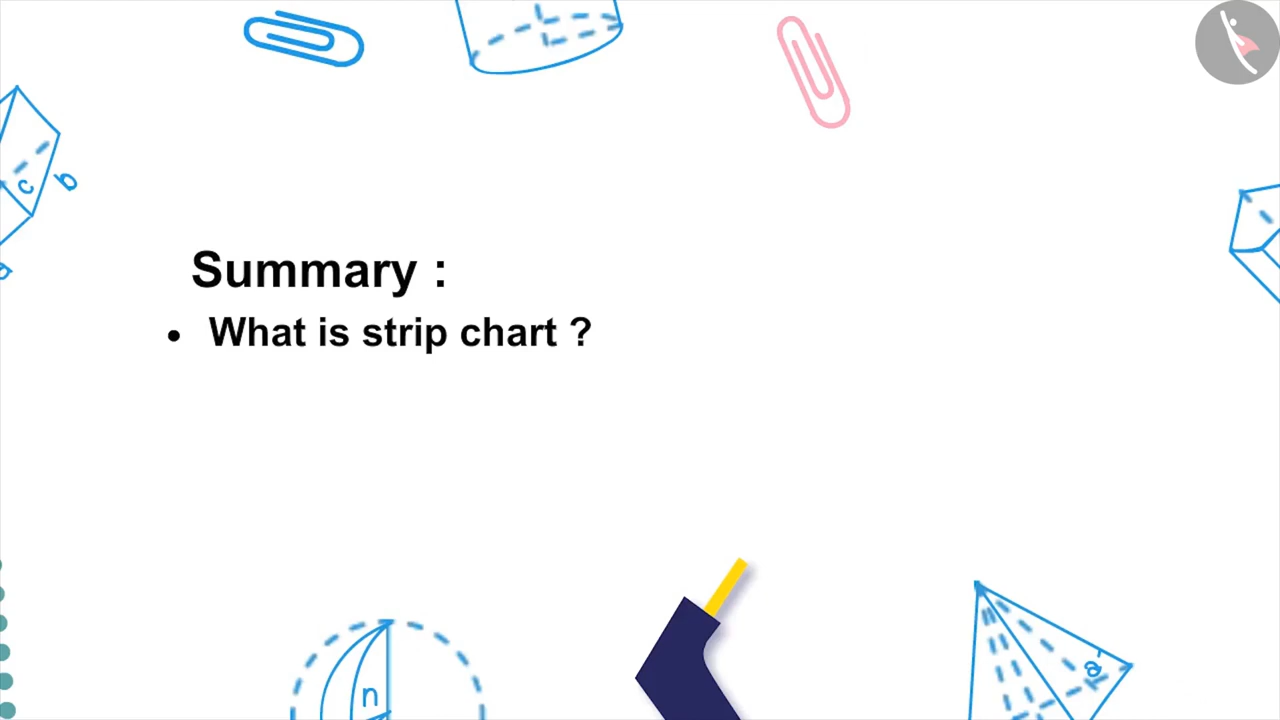 c
b
a
Summary :
• What is strip chart ?
n
a